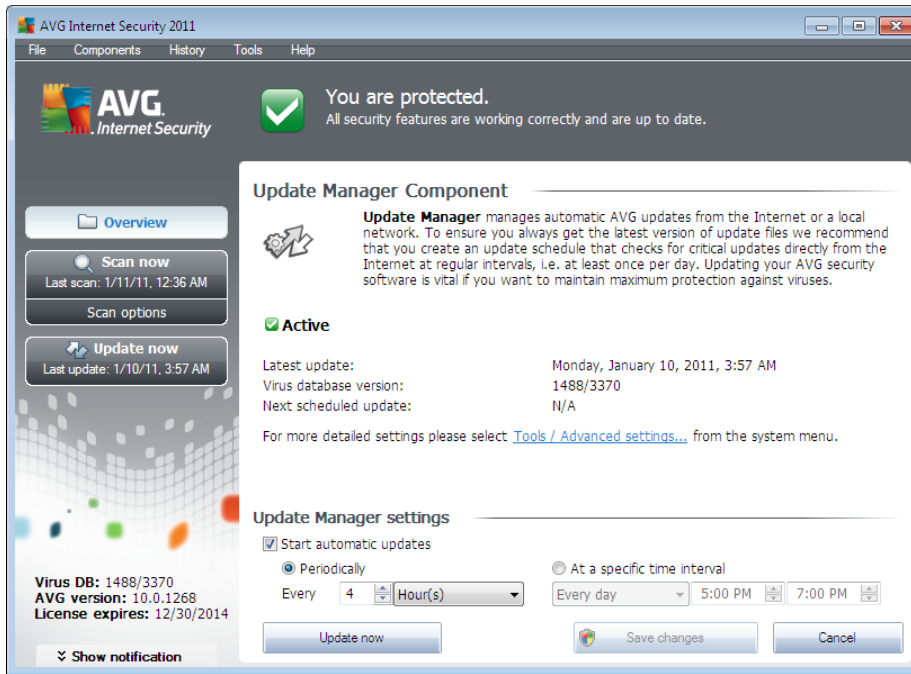 AVG Internet Security 2011
File Components History Tools Help
AVG.
Internet Security
You are protected.
All security features are working correctly and are up to date.
Overview
Scan now
Last scan: 1/11/11, 12:36 AM
Scan options
Update now
Last update: 1/10/11, 3:57 AM
Virus DB: 1488/3370
AVG version: 10.0.1268
License expires: 12/30/2014
Show notification
Update Manager Component
Update Manager manages automatic AVG updates from the Internet or a local
network. To ensure you always get the latest version of update files we recommend
that you create an update schedule that checks for critical updates directly from the
Internet at regular intervals, i.e. at least once per day. Updating your AVG security
software is vital if you want to maintain maximum protection against viruses.
Active
Latest update: Monday, January 10, 2011, 3:57 AM
Virus database version: 1488/3370
Next scheduled update: N/A
For more detailed settings please select Tools / Advanced settings... from the system menu.
Update Manager settings
Start automatic updates
Periodically At a specific time interval
Every 4 Hour(s) Every day 5:00 PM 7:00 PM
Update now Save changes Cancel